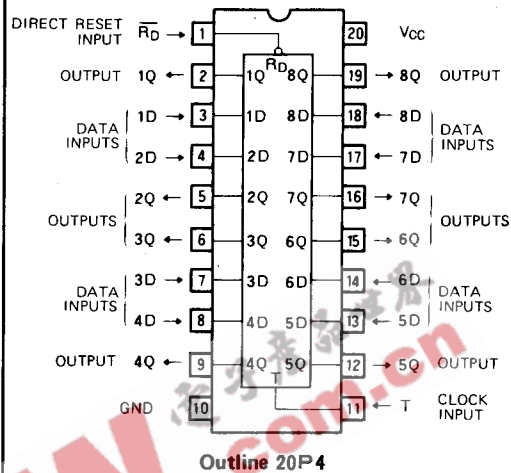 DIRECT RESET INPUT R̅D̅ → 1 20 VCC
OUTPUT 1Q ← 2 1Q RD 8Q 19 → 8Q OUTPUT
DATA INPUTS 1D → 3 1D 8D 18 ← 8D DATA INPUTS
2D → 4 2D 7D 17 ← 7D
OUTPUTS 2Q ← 5 2Q 7Q 16 → 7Q OUTPUTS
3Q ← 6 3Q 6Q 15 → 6Q
DATA INPUTS 3D → 7 3D 6D 14 ← 6D DATA INPUTS
4D → 8 4D 5D 13 ← 5D
OUTPUT 4Q ← 9 4Q 5Q 12 → 5Q OUTPUT
T
GND 10 11 ← T CLOCK INPUT
Outline 20P4
com.cn